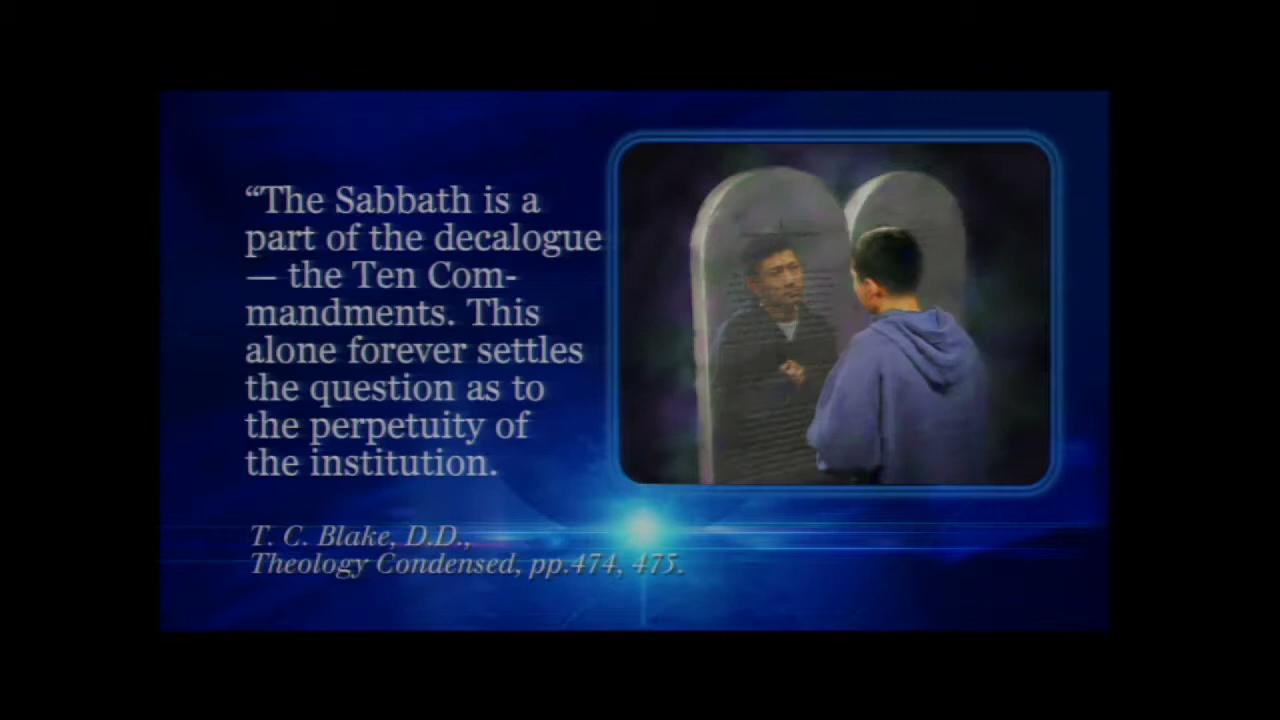 “The Sabbath is a
part of the decalogue
— the Ten Com-
mandments. This
alone forever settles
the question as to
the perpetuity of
the institution.
T. C. Blake, D.D.,
Theology Condensed, pp.474, 475.